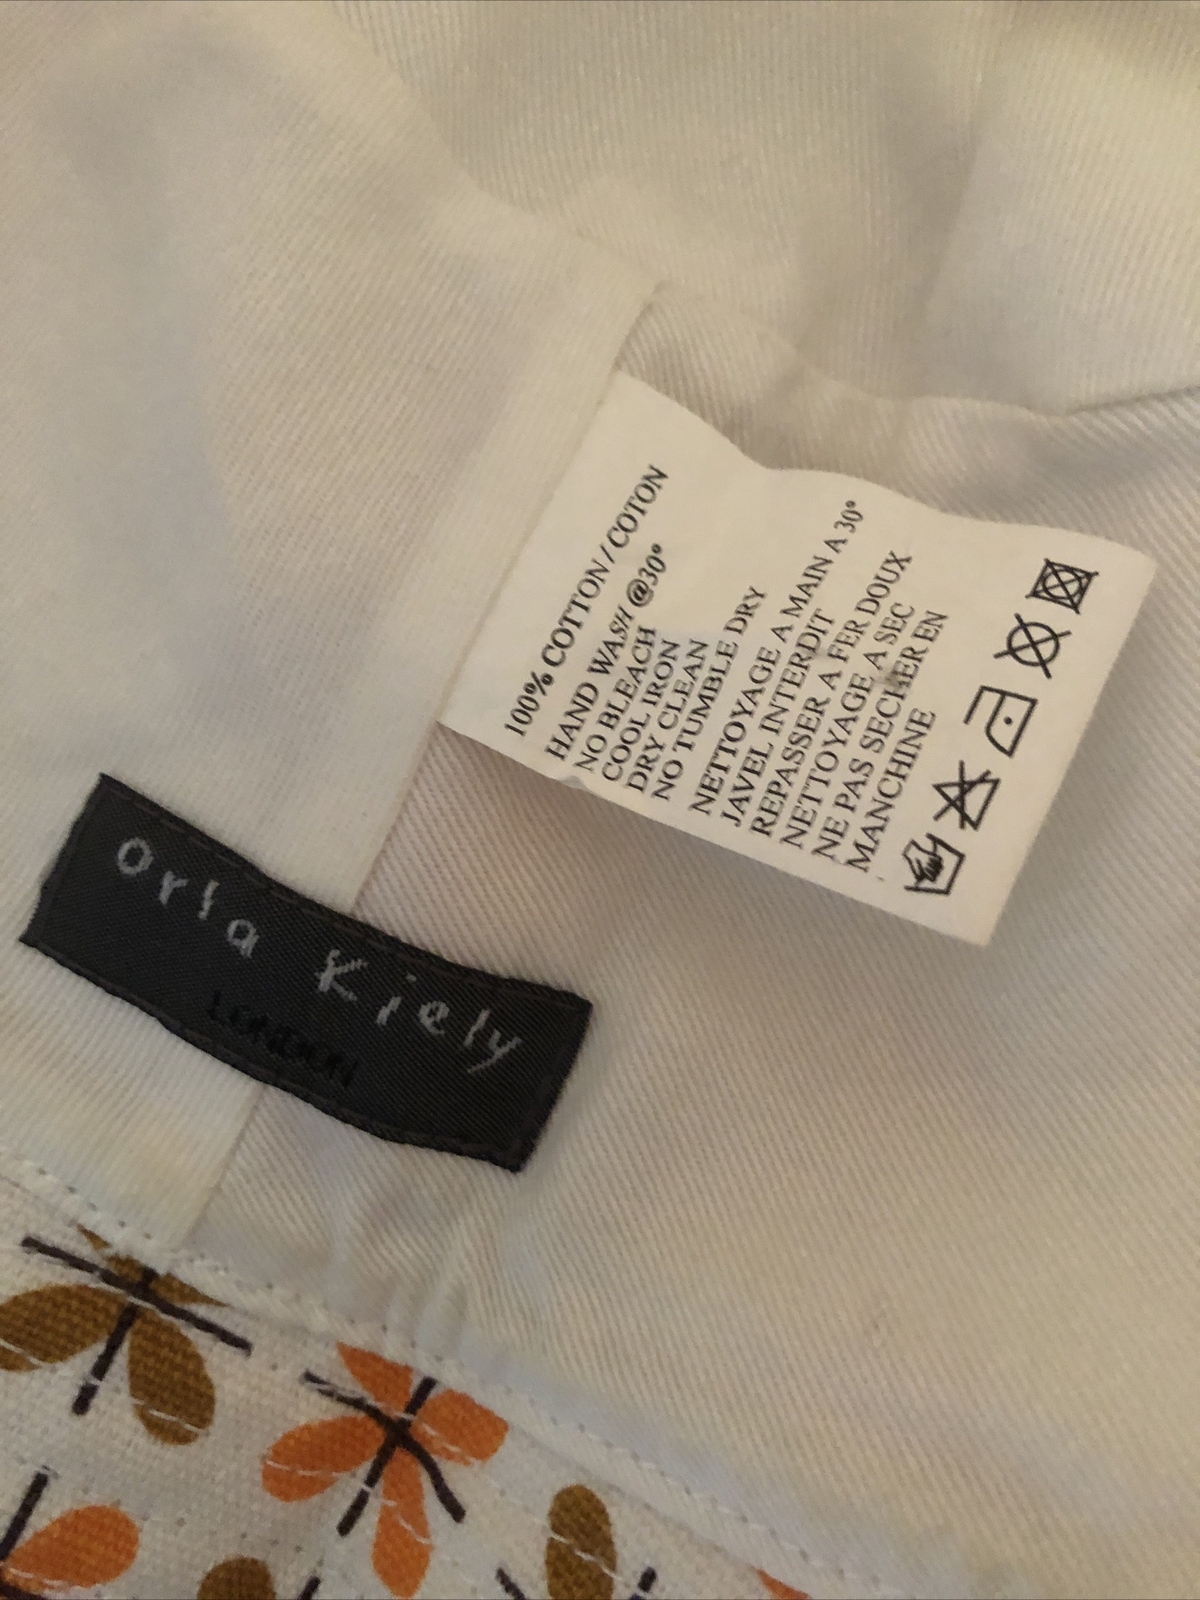 100% COTTON / COTON
HAND WASH @30°
NO BLEACH
COOL IRON
DRY CLEAN
NO TUMBLE DRY
NETTOYAGE A MAIN A 30°
JAVEL INTERDIT
REPASSER A FER DOUX
NETTOYAGE A SEC
NE PAS SECHER EN
MANCHINE
orla Kiely
LONDON